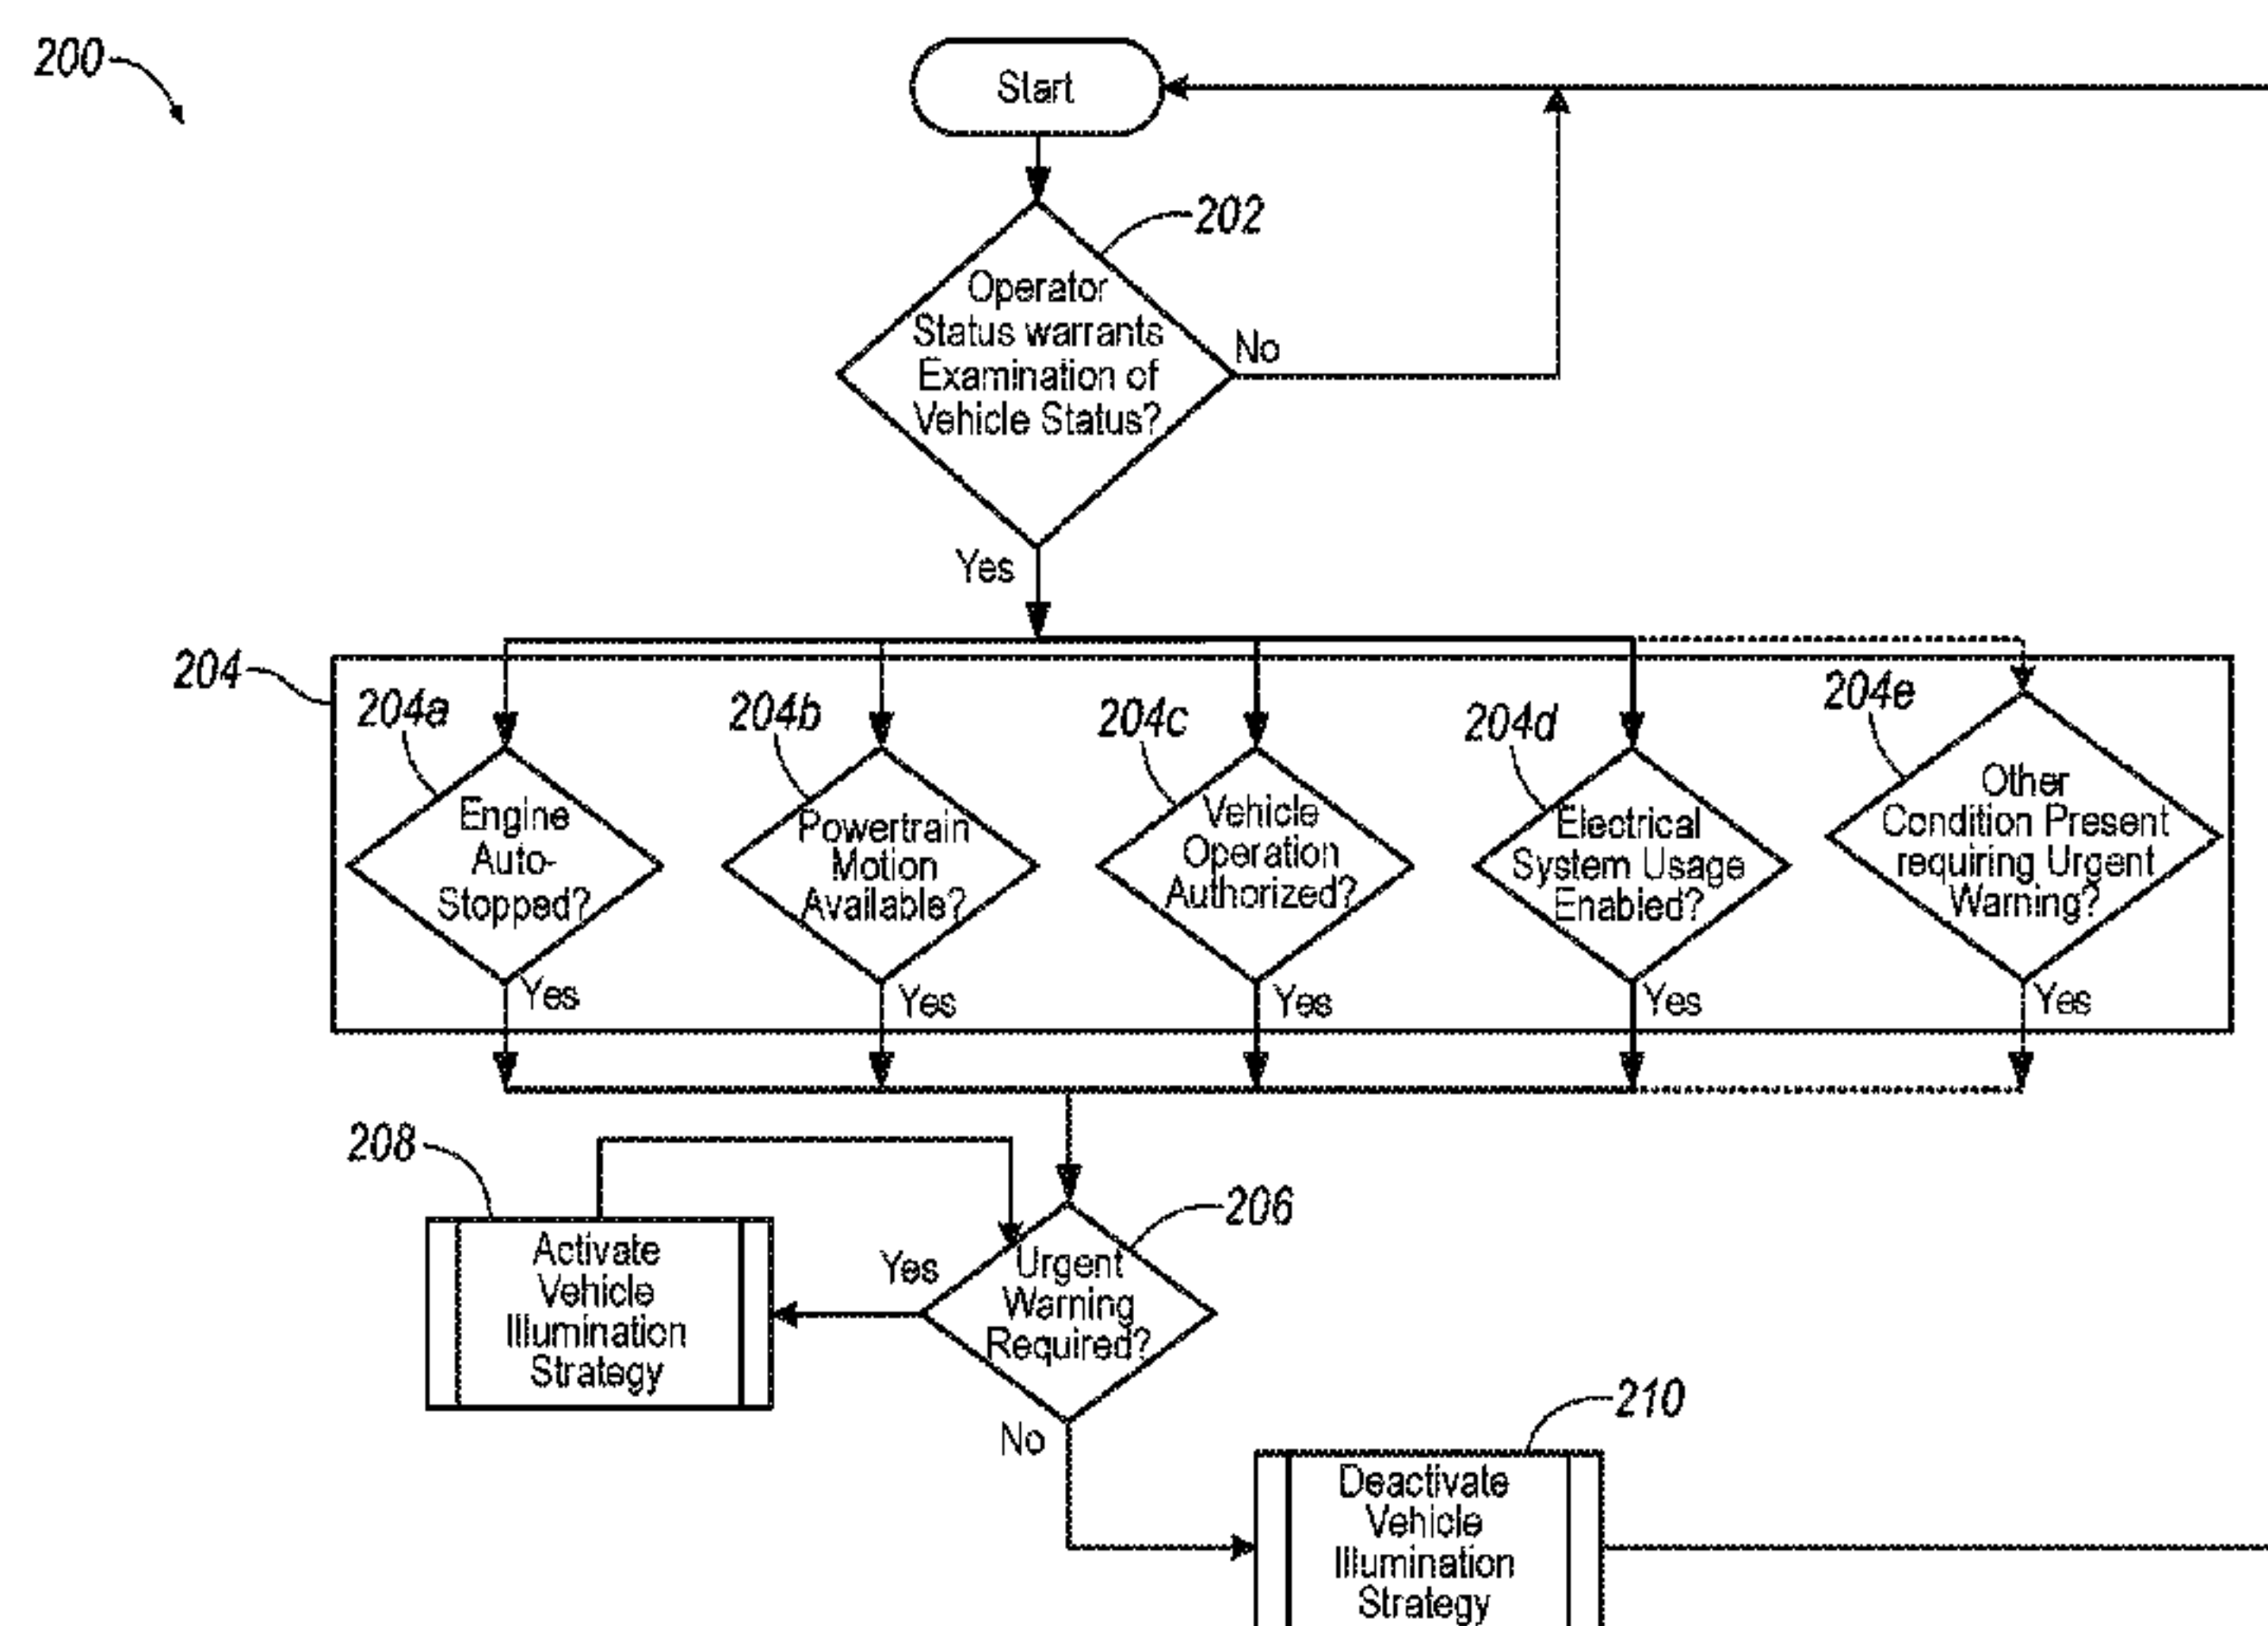 200
Start
202
Operator
Status warrants
Examination of
Vehicle Status?
No
Yes
204
204a
Engine
Auto-
Stopped?
Yes
204b
Powertrain
Motion
Available?
Yes
204c
Vehicle
Operation
Authorized?
Yes
204d
Electrical
System Usage
Enabled?
Yes
204e
Other
Condition Present
requiring Urgent
Warning?
Yes
208
Activate
Vehicle
Illumination
Strategy
206
Urgent
Warning
Required?
Yes
No
210
Deactivate
Vehicle
Illumination
Strategy